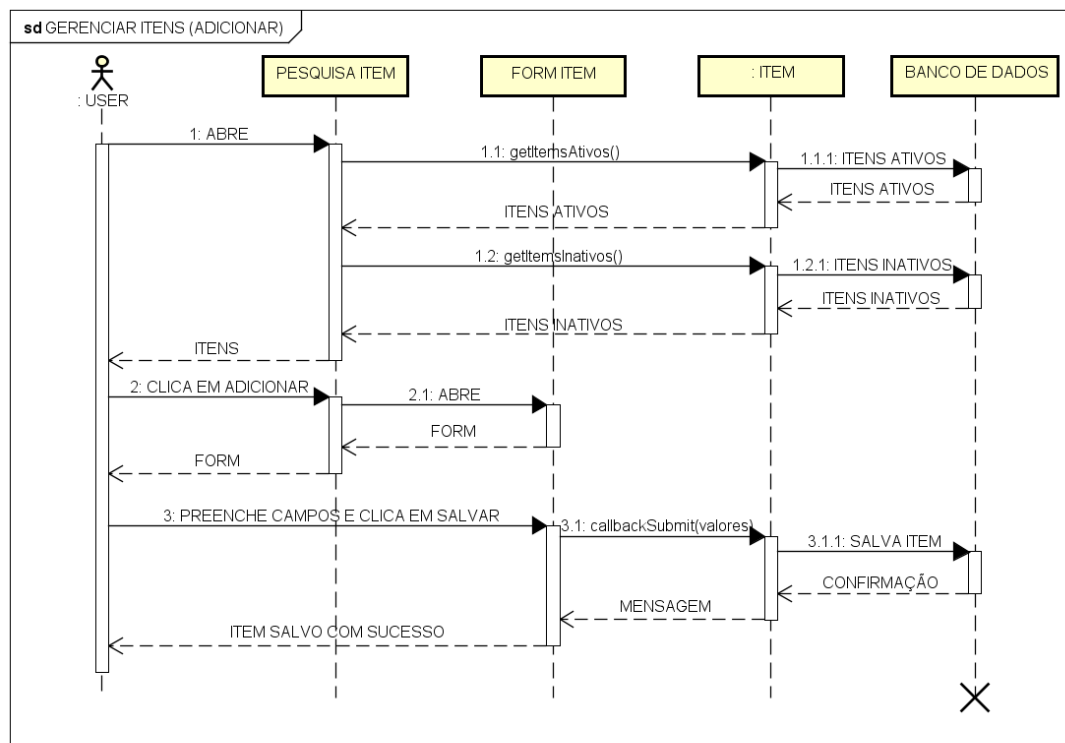 sd GERENCIAR ITENS (ADICIONAR)
: USER
PESQUISA ITEM
FORM ITEM
: ITEM
BANCO DE DADOS
1: ABRE
1.1: getItemsAtivos()
1.1.1: ITENS ATIVOS
ITENS ATIVOS
ITENS ATIVOS
1.2: getItemsInativos()
1.2.1: ITENS INATIVOS
ITENS INATIVOS
ITENS INATIVOS
ITENS
2: CLICA EM ADICIONAR
2.1: ABRE
FORM
FORM
3: PREENCHE CAMPOS E CLICA EM SALVAR
3.1: callbackSubmit(valores)
3.1.1: SALVA ITEM
CONFIRMAÇÃO
MENSAGEM
ITEM SALVO COM SUCESSO